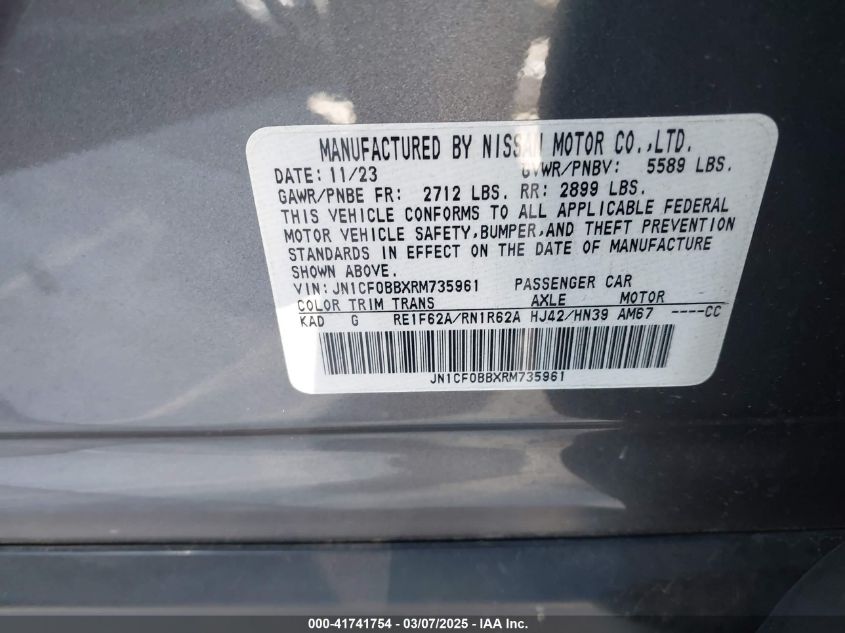 MANUFACTURED BY NISSAN MOTOR CO.,LTD.
DATE: 11/23 GVWR/PNBV: 5589 LBS.
GAWR/PNBE FR: 2712 LBS. RR: 2899 LBS.
THIS VEHICLE CONFORMS TO ALL APPLICABLE FEDERAL
MOTOR VEHICLE SAFETY,BUMPER,AND THEFT PREVENTION
STANDARDS IN EFFECT ON THE DATE OF MANUFACTURE
SHOWN ABOVE.
VIN: JN1CF0BBXRM735961 PASSENGER CAR
COLOR TRIM TRANS AXLE MOTOR
KAD G RE1F62A/RN1R62A HJ42/HN39 AM67 ----CC
JN1CF0BBXRM735961
000-41741754 — 03/07/2025 — IAA Inc.